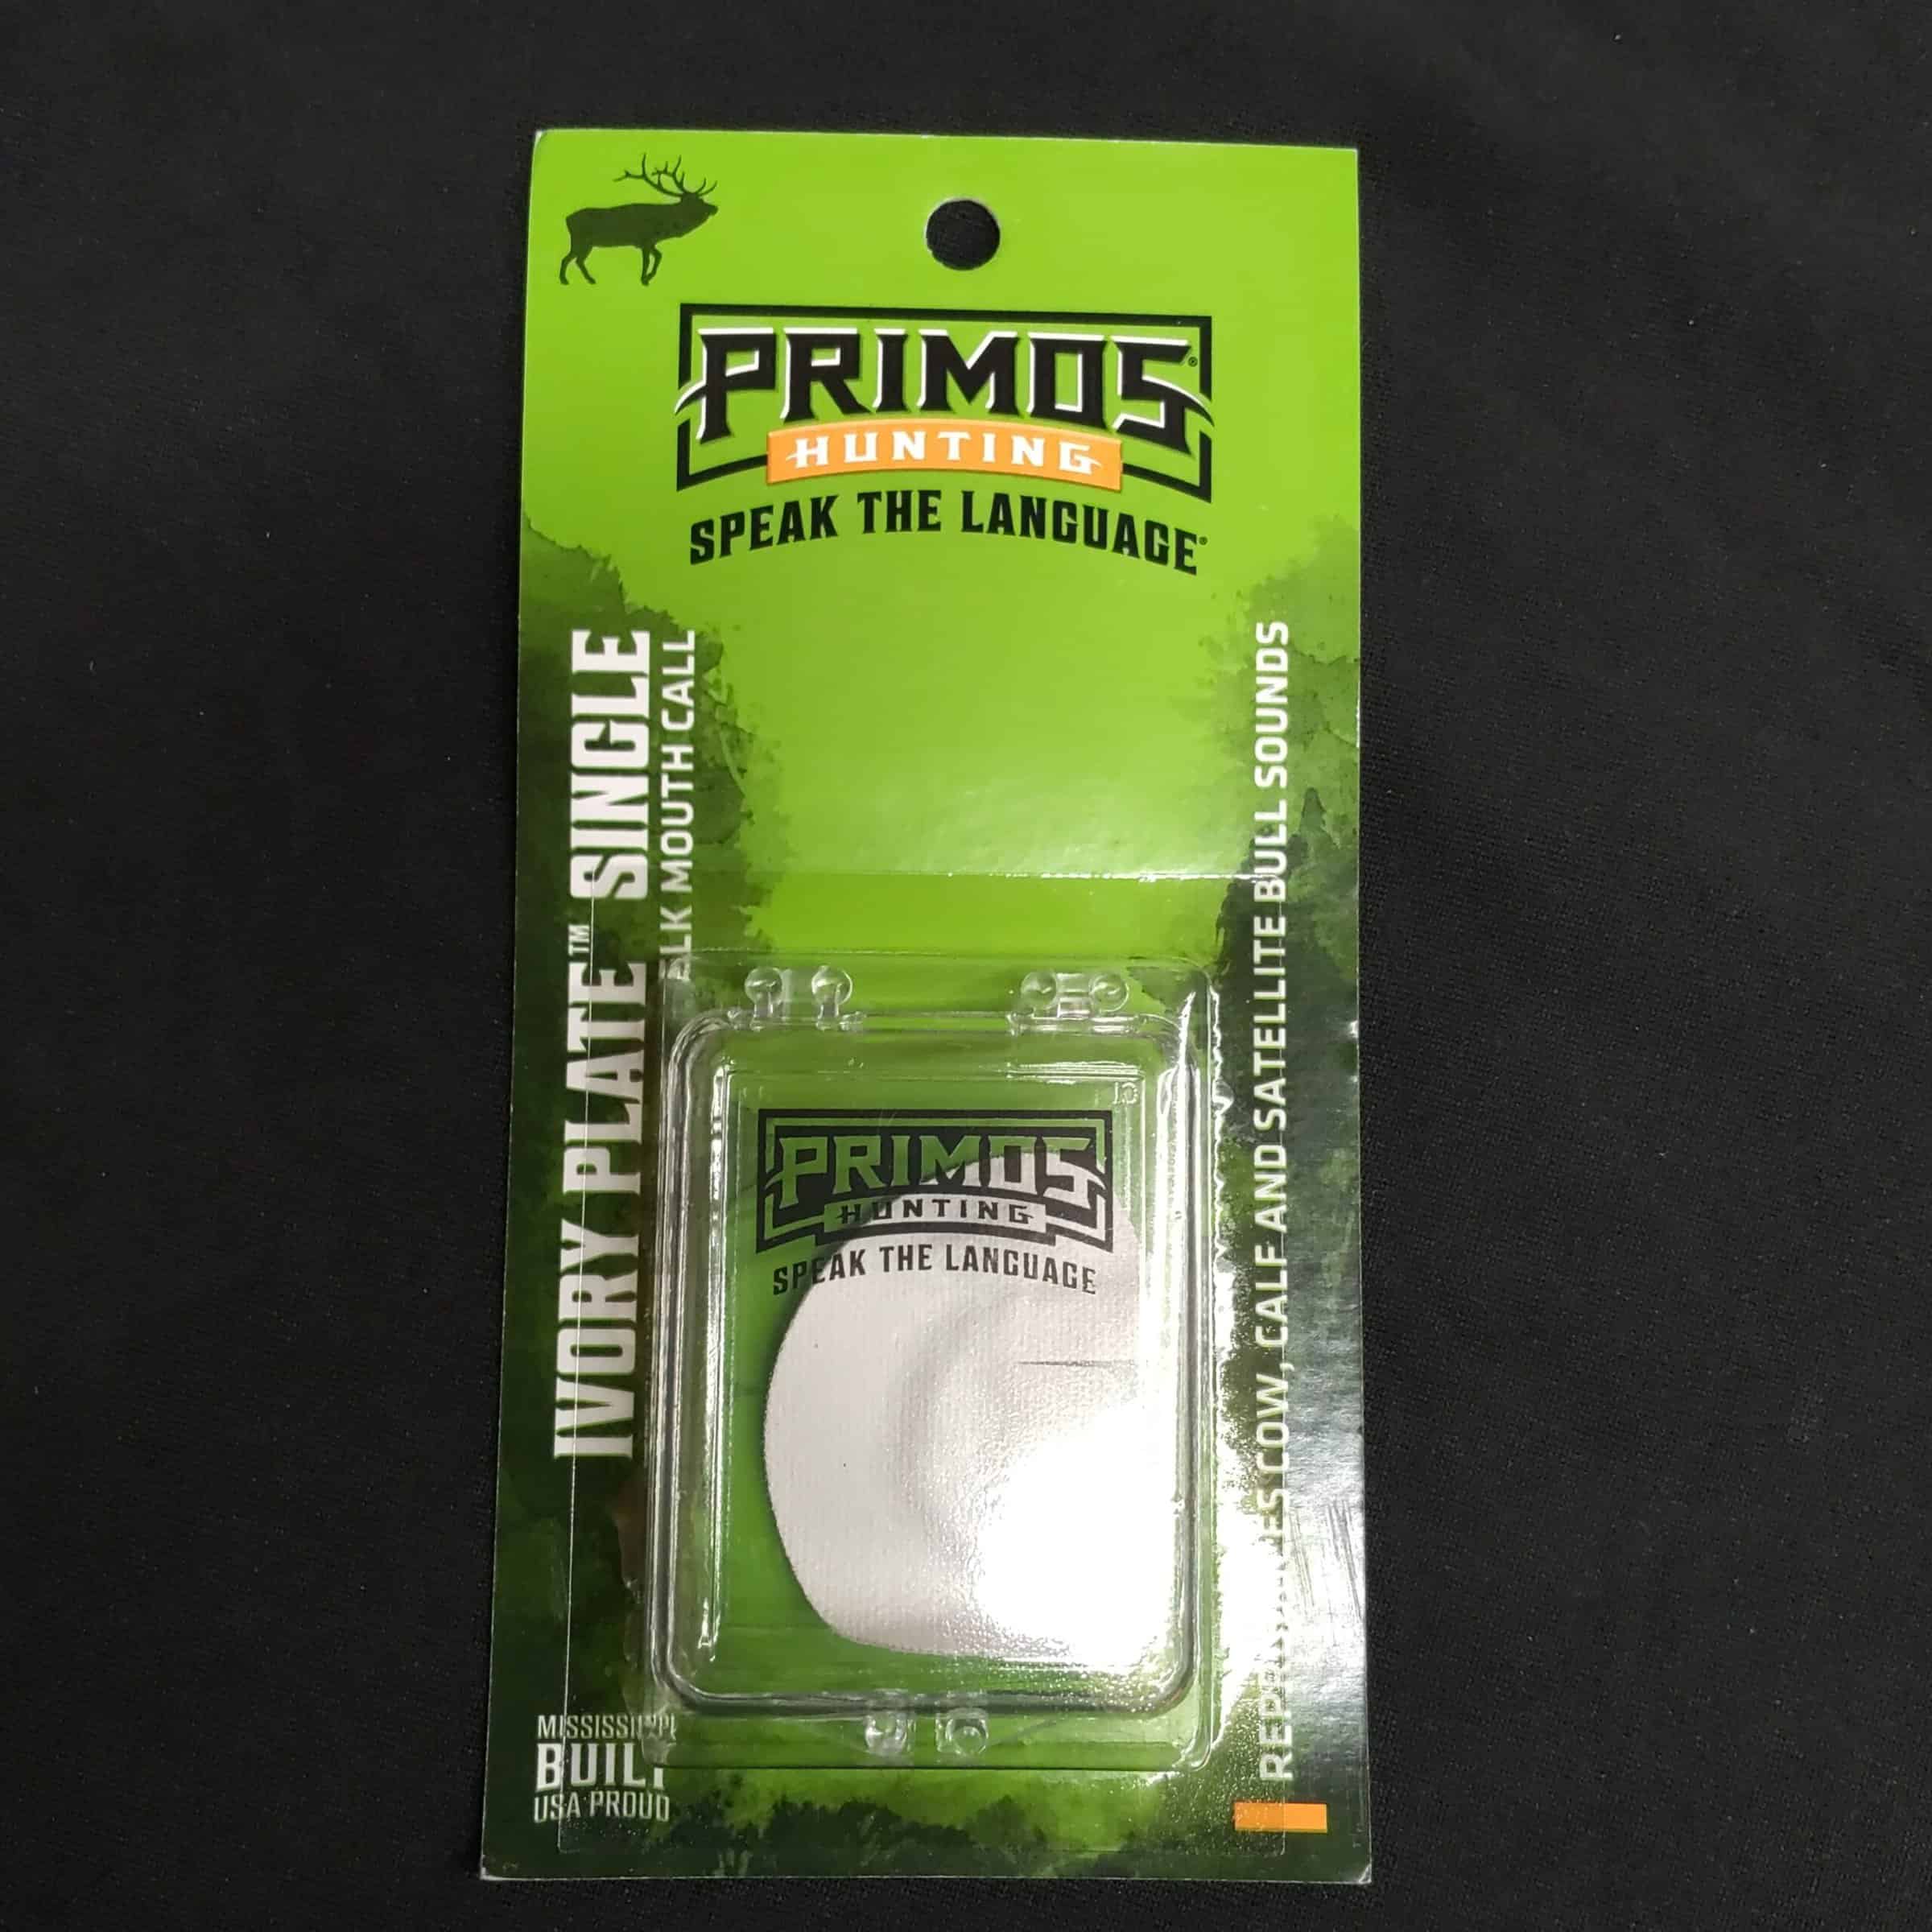 PRIMOS®
HUNTING
SPEAK THE LANGUAGE®
IVORY PLATE™ SINGLE
ELK MOUTH CALL
COW, CALF AND SATELLITE BULL SOUNDS
PRIMOS
HUNTING
SPEAK THE LANGUAGE
MISSISSIPPI
BUILT
USA PROUD